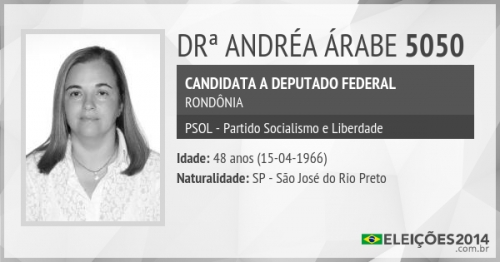 DRª ANDRÉA ÁRABE 5050
CANDIDATA A DEPUTADO FEDERAL
RONDÔNIA
PSOL - Partido Socialismo e Liberdade
Idade: 48 anos (15-04-1966)
Naturalidade: SP - São José do Rio Preto
ELEIÇÕES2014
.com.br